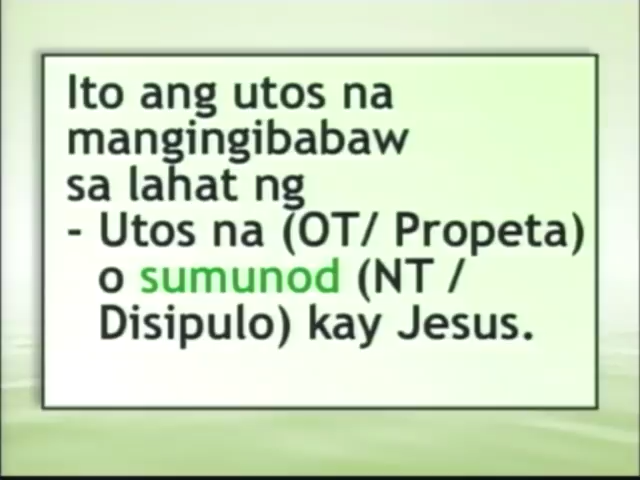 Ito ang utos na
mangingibabaw
sa lahat ng
- Utos na (OT/ Propeta)
o sumunod (NT /
Disipulo) kay Jesus.